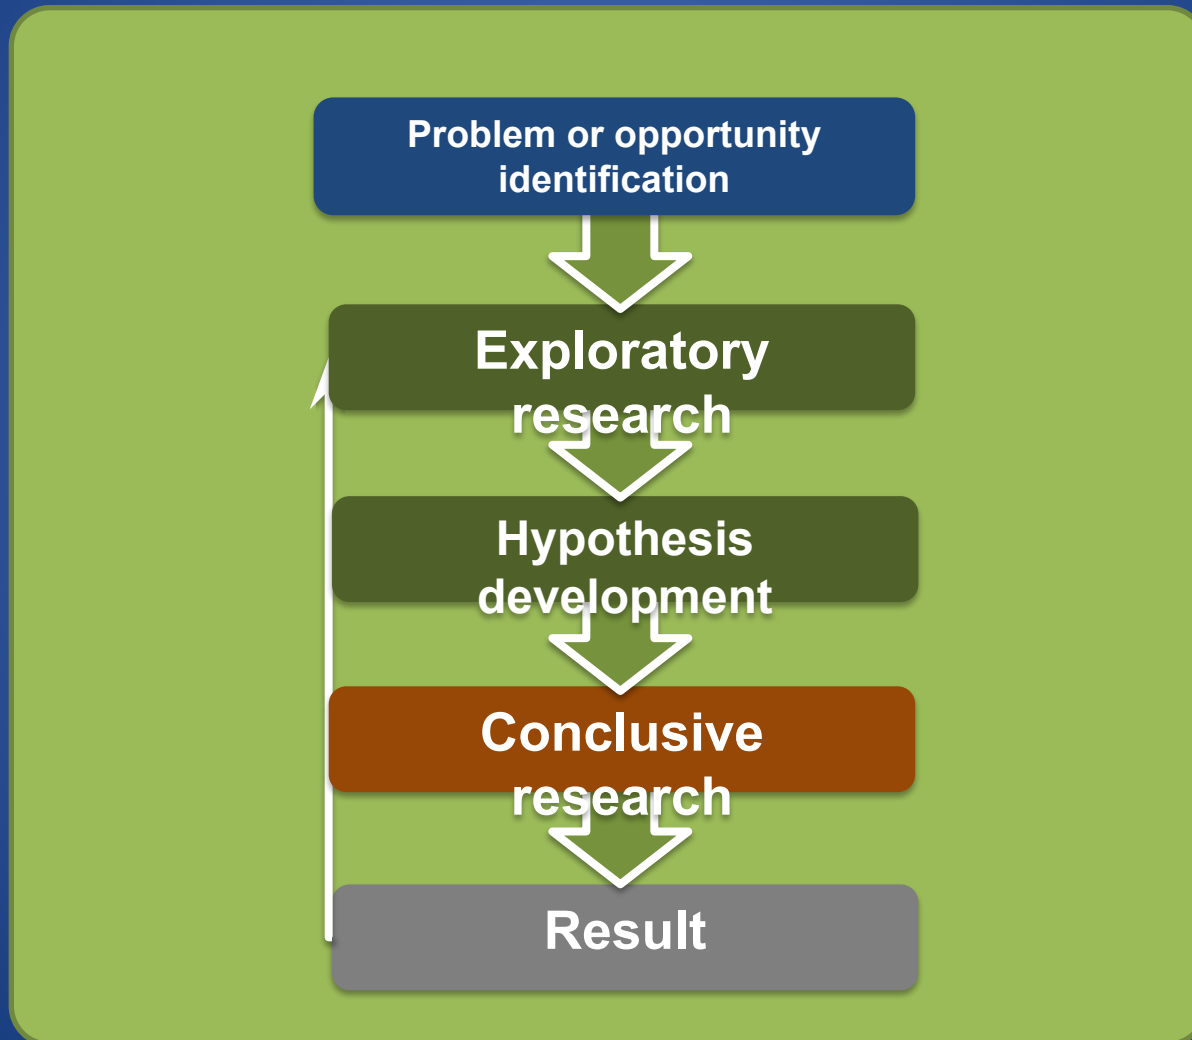 Problem or opportunity
identification
Exploratory
research
Hypothesis
development
Conclusive
research
Result